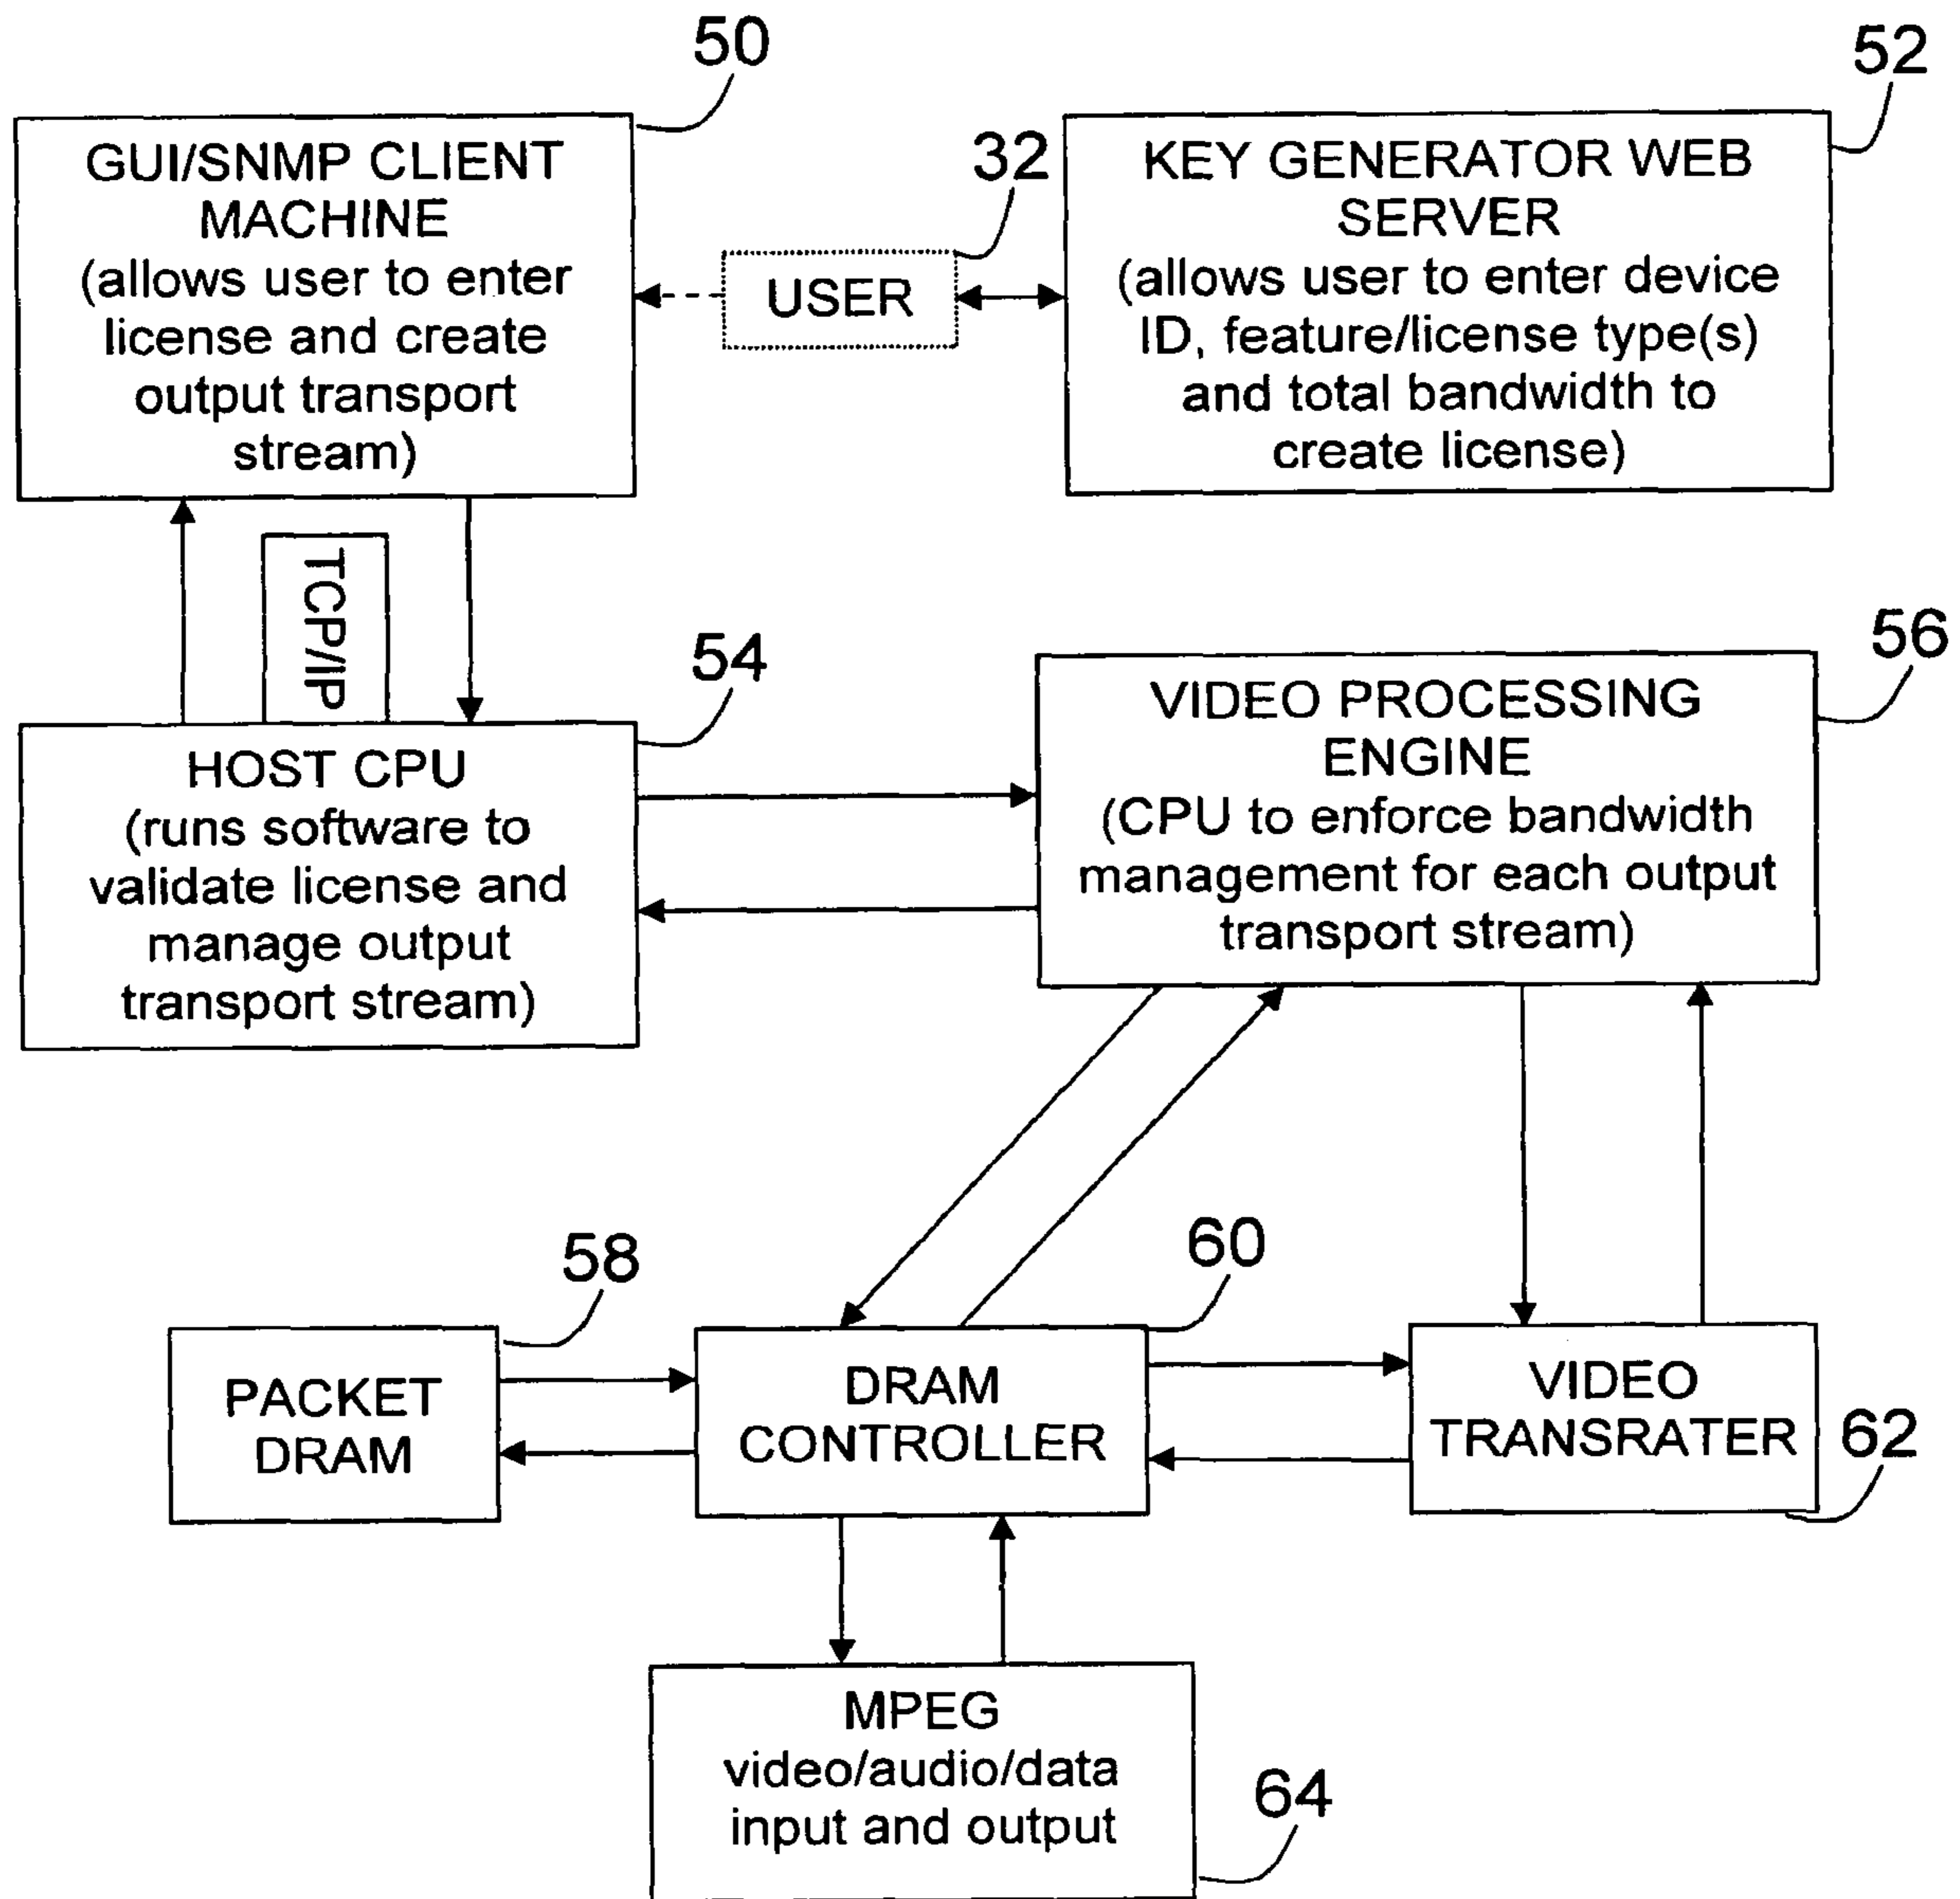 50
52
GUI/SNMP CLIENT
MACHINE
(allows user to enter
license and create
output transport
stream)
32
USER
KEY GENERATOR WEB
SERVER
(allows user to enter device
ID, feature/license type(s)
and total bandwidth to
create license)
TCP/IP
54
HOST CPU
(runs software to
validate license and
manage output
transport stream)
56
VIDEO PROCESSING
ENGINE
(CPU to enforce bandwidth
management for each output
transport stream)
58
PACKET
DRAM
60
DRAM
CONTROLLER
VIDEO
TRANSRATER
62
MPEG
video/audio/data
input and output
64